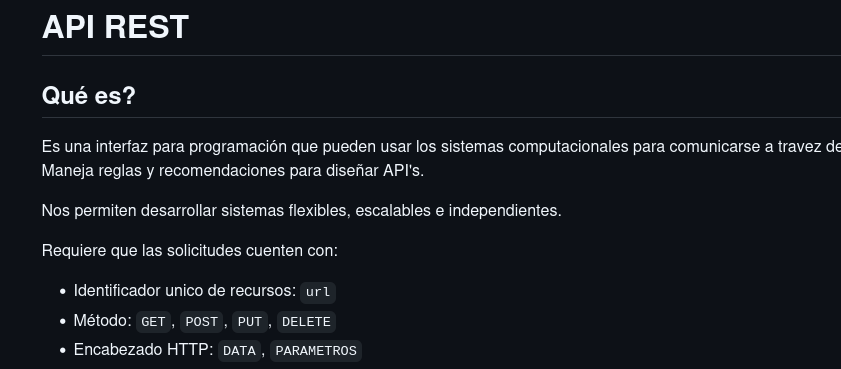 API REST
Qué es?
Es una interfaz para programación que pueden usar los sistemas computacionales para comunicarse a travez de
Maneja reglas y recomendaciones para diseñar API's.
Nos permiten desarrollar sistemas flexibles, escalables e independientes.
Requiere que las solicitudes cuenten con:
• Identificador unico de recursos: url
• Método: GET, POST, PUT, DELETE
• Encabezado HTTP: DATA, PARAMETROS